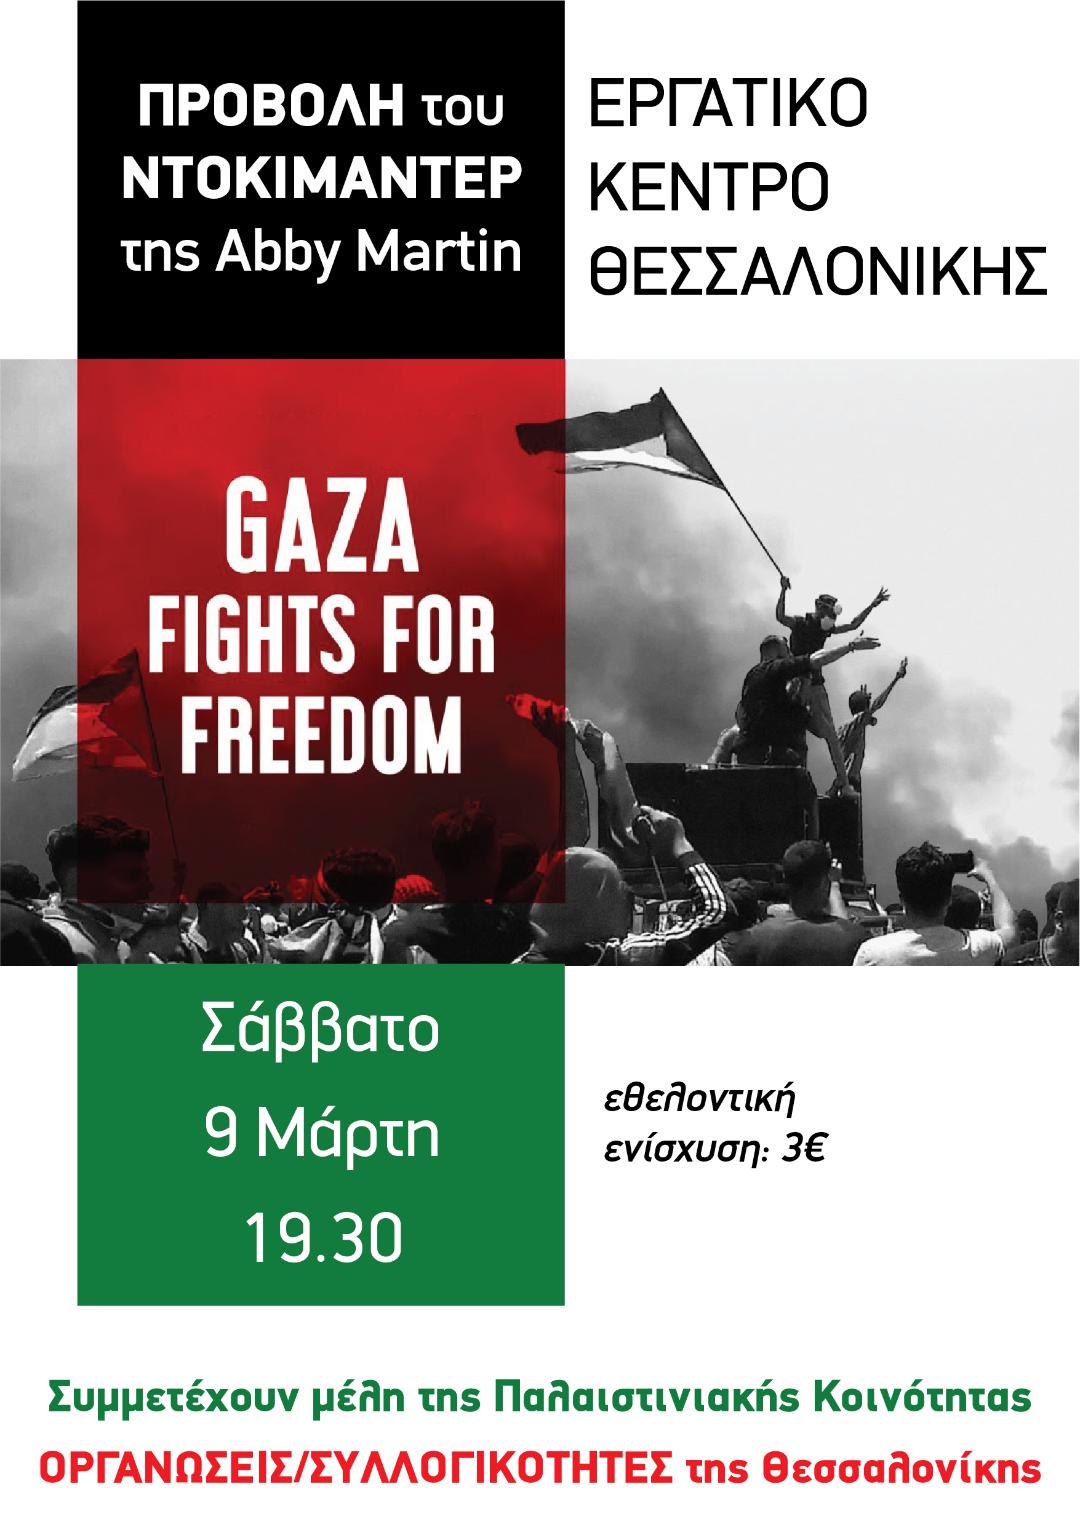 ΠΡΟΒΟΛΗ του
ΝΤΟΚΙΜΑΝΤΕΡ
της Abby Martin
ΕΡΓΑΤΙΚΟ
ΚΕΝΤΡΟ
ΘΕΣΣΑΛΟΝΙΚΗΣ
GAZA
FIGHTS FOR
FREEDOM
Σάββατο
9 Μάρτη
19.30
εθελοντική
ενίσχυση: 3€
Συμμετέχουν μέλη της Παλαιστινιακής Κοινότητας
ΟΡΓΑΝΩΣΕΙΣ/ΣΥΛΛΟΓΙΚΟΤΗΤΕΣ της Θεσσαλονίκης